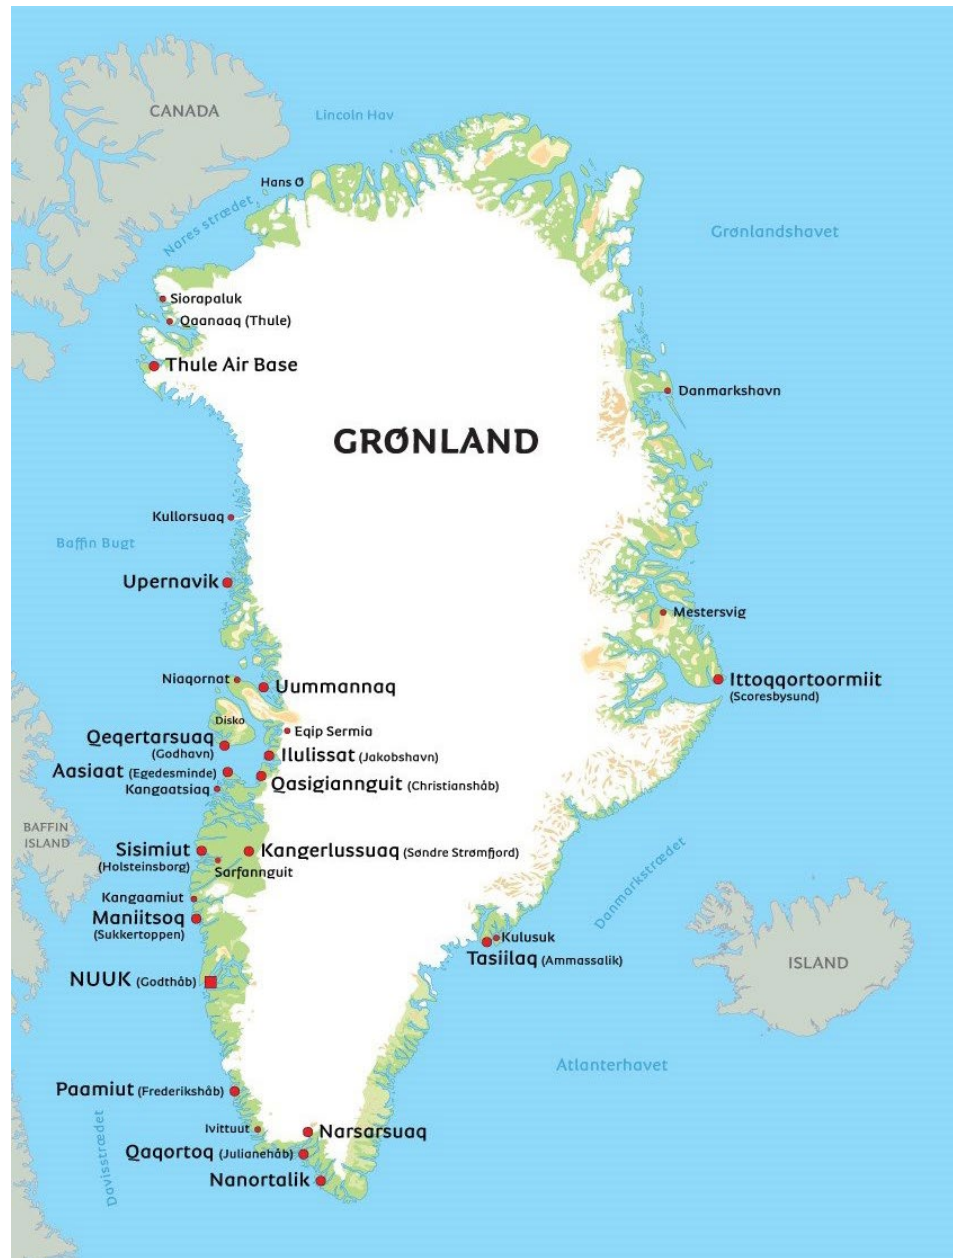 CANADA
Lincoln Hav
Hans Ø
Nares strædet
Grønlandshavet
Siorapaluk
Qaanaaq (Thule)
Thule Air Base
Danmarkshavn
GRØNLAND
Kullorsuaq
Baffin Bugt
Upernavik
Mestersvig
Niaqornat
Uummannaq
Ittoqqortoormiit
(Scoresbysund)
Disko
Eqip Sermia
Qeqertarsuaq
(Godhavn)
Ilulissat (Jakobshavn)
Aasiaat (Egedesminde)
Qasigiannguit (Christianshåb)
Kangaatsiaq
BAFFIN
ISLAND
Sisimiut
(Holsteinsborg)
Kangerlussuaq (Søndre Strømfjord)
Sarfannguit
Danmarkstrædet
Kangaamiut
Maniitsoq
(Sukkertoppen)
Kulusuk
Tasiilaq (Ammassalik)
ISLAND
NUUK (Godthåb)
Atlanterhavet
Paamiut (Frederikshåb)
Davisstrædet
Ivittuut
Narsarsuaq
Qaqortoq (Julianehåb)
Nanortalik